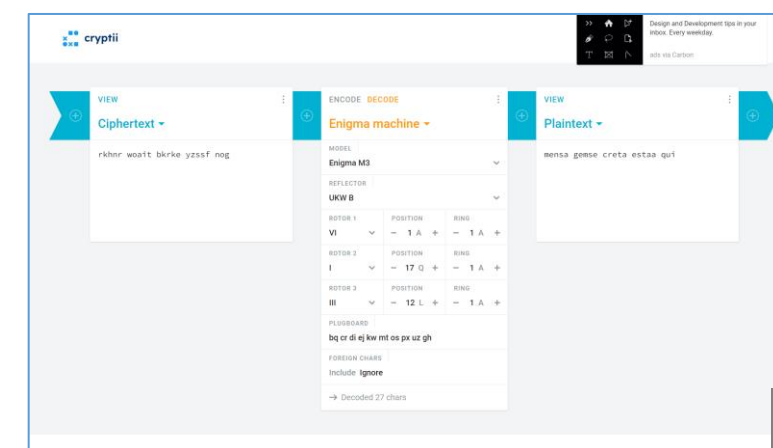 cryptii
Design and Development tips in your
inbox. Every weekday.
ads via Carbon
VIEW
Ciphertext
rkhnr woait bkrke yzssf nog
ENCODE DECODE
Enigma machine
MODEL
Enigma M3
REFLECTOR
UKW B
ROTOR 1 POSITION RING
VI − 1 A + − 1 A +
ROTOR 2 POSITION RING
I − 17 Q + − 1 A +
ROTOR 3 POSITION RING
III − 12 L + − 1 A +
PLUGBOARD
bq cr di ej kw mt os px uz gh
FOREIGN CHARS
Include Ignore
→ Decoded 27 chars
VIEW
Plaintext
mensa gemse creta estaa qui